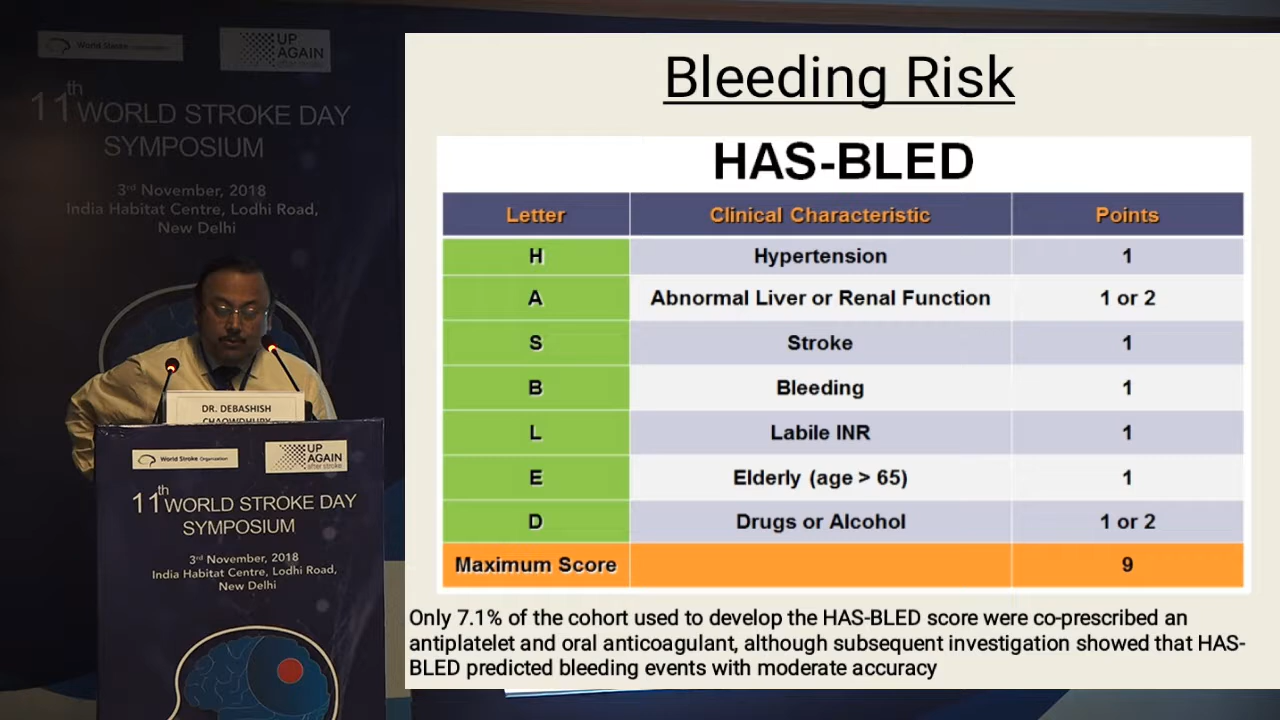 World Stroke Organization
UP
AGAIN
after stroke
11th WORLD STROKE DAY
SYMPOSIUM
3rd November, 2018
India Habitat Centre, Lodhi Road,
New Delhi
DR. DEBASHISH
CHAOWDHURY
World Stroke Organization
UP
AGAIN
after stroke
11th WORLD STROKE DAY
SYMPOSIUM
3rd November, 2018
India Habitat Centre, Lodhi Road,
New Delhi
Bleeding Risk
HAS-BLED
Letter Clinical Characteristic Points
H Hypertension 1
A Abnormal Liver or Renal Function 1 or 2
S Stroke 1
B Bleeding 1
L Labile INR 1
E Elderly (age > 65) 1
D Drugs or Alcohol 1 or 2
Maximum Score 9
Only 7.1% of the cohort used to develop the HAS-BLED score were co-prescribed an
antiplatelet and oral anticoagulant, although subsequent investigation showed that HAS-
BLED predicted bleeding events with moderate accuracy